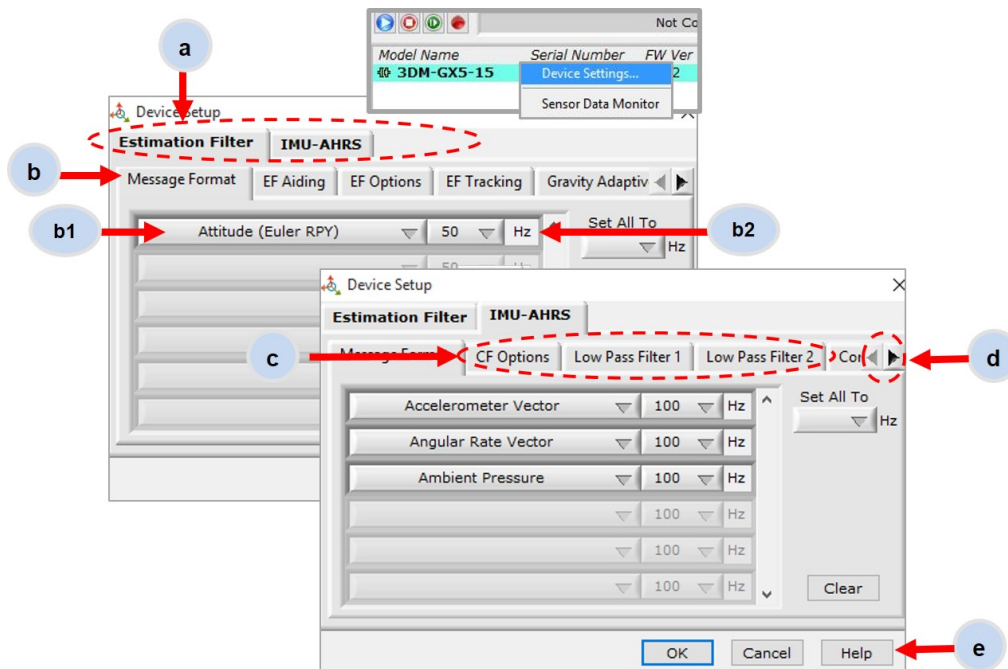 Not Co
Model Name Serial Number FW Ver
3DM-GX5-15 2
Device Settings...
Sensor Data Monitor
a
Device Setup
Estimation Filter IMU-AHRS
b
Message Format EF Aiding EF Options EF Tracking Gravity Adaptiv
b1
Attitude (Euler RPY) 50 Hz
b2
Set All To
Hz
50
Device Setup
Estimation Filter IMU-AHRS
c
Message Forma CF Options Low Pass Filter 1 Low Pass Filter 2 Con
d
Accelerometer Vector 100 Hz
Set All To
Hz
Angular Rate Vector 100 Hz
Ambient Pressure 100 Hz
100 Hz
100 Hz
100 Hz
Clear
OK Cancel Help
e